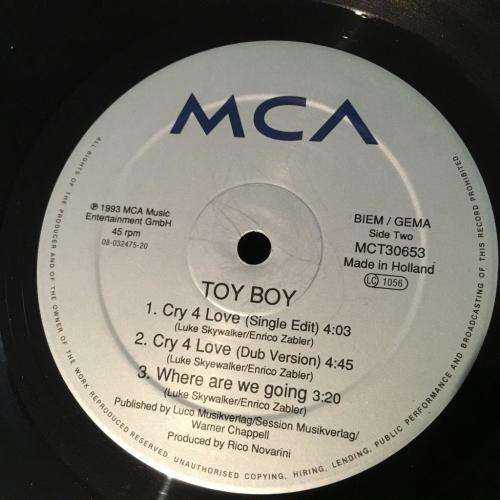 MCA
℗ 1993 MCA Music
Entertainment GmbH
45 rpm
08-032475-20
BIEM / GEMA
Side Two
MCT30653
Made in Holland
LC 1056
TOY BOY
1. Cry 4 Love (Single Edit) 4:03
(Luke Skywalker/Enrico Zabler)
2. Cry 4 Love (Dub Version) 4:45
(Luke Skyewalker/Enrico Zabler)
3. Where are we going 3:20
(Luke Skywalker/Enrico Zabler)
Published by Luco Musikverlag/Session Musikverlag/
Warner Chappell
Produced by Rico Novarini
ALL RIGHTS OF THE PRODUCER AND OF THE OWNER OF THE WORK REPRODUCED RESERVED. UNAUTHORISED COPYING, HIRING, LENDING, PUBLIC PERFORMANCE AND BROADCASTING OF THIS RECORD PROHIBITED.